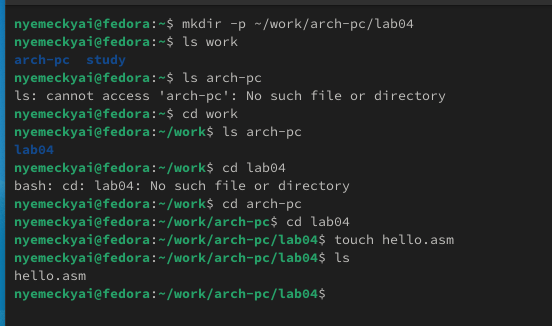 nyemeckyai@fedora:~$ mkdir -p ~/work/arch-pc/lab04
nyemeckyai@fedora:~$ ls work
arch-pc  study
nyemeckyai@fedora:~$ ls arch-pc
ls: cannot access 'arch-pc': No such file or directory
nyemeckyai@fedora:~$ cd work
nyemeckyai@fedora:~/work$ ls arch-pc
lab04
nyemeckyai@fedora:~/work$ cd lab04
bash: cd: lab04: No such file or directory
nyemeckyai@fedora:~/work$ cd arch-pc
nyemeckyai@fedora:~/work/arch-pc$ cd lab04
nyemeckyai@fedora:~/work/arch-pc/lab04$ touch hello.asm
nyemeckyai@fedora:~/work/arch-pc/lab04$ ls
hello.asm
nyemeckyai@fedora:~/work/arch-pc/lab04$